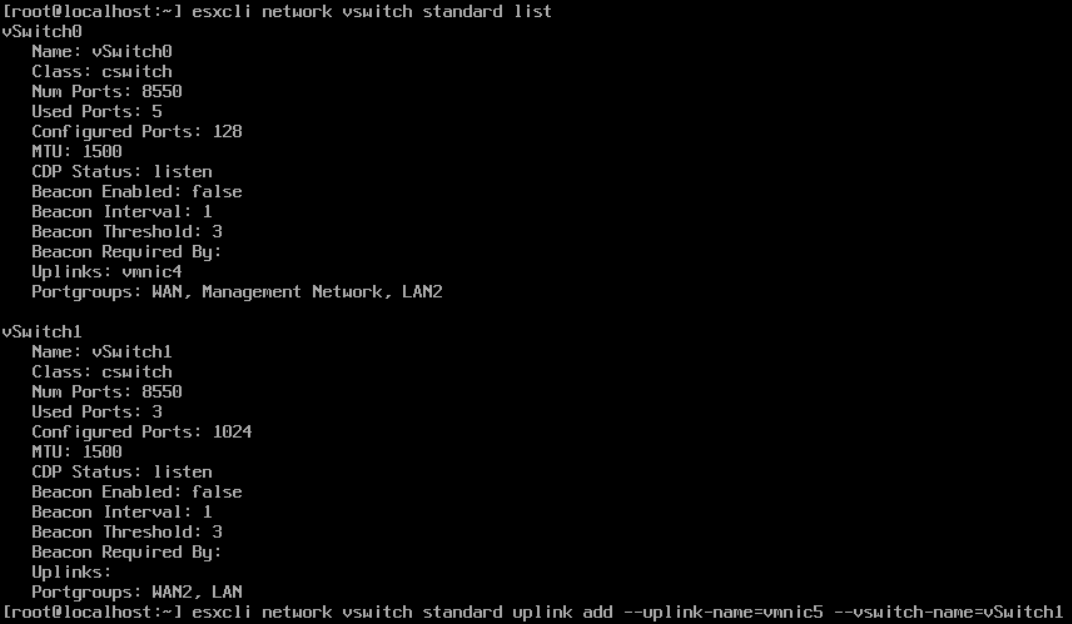 [root@localhost:~] esxcli network vswitch standard list
vSwitch0
Name: vSwitch0
Class: cswitch
Num Ports: 8550
Used Ports: 5
Configured Ports: 128
MTU: 1500
CDP Status: listen
Beacon Enabled: false
Beacon Interval: 1
Beacon Threshold: 3
Beacon Required By:
Uplinks: vmnic4
Portgroups: WAN, Management Network, LAN2
vSwitch1
Name: vSwitch1
Class: cswitch
Num Ports: 8550
Used Ports: 3
Configured Ports: 1024
MTU: 1500
CDP Status: listen
Beacon Enabled: false
Beacon Interval: 1
Beacon Threshold: 3
Beacon Required By:
Uplinks:
Portgroups: WAN2, LAN
[root@localhost:~] esxcli network vswitch standard uplink add --uplink-name=vmnic5 --vswitch-name=vSwitch1